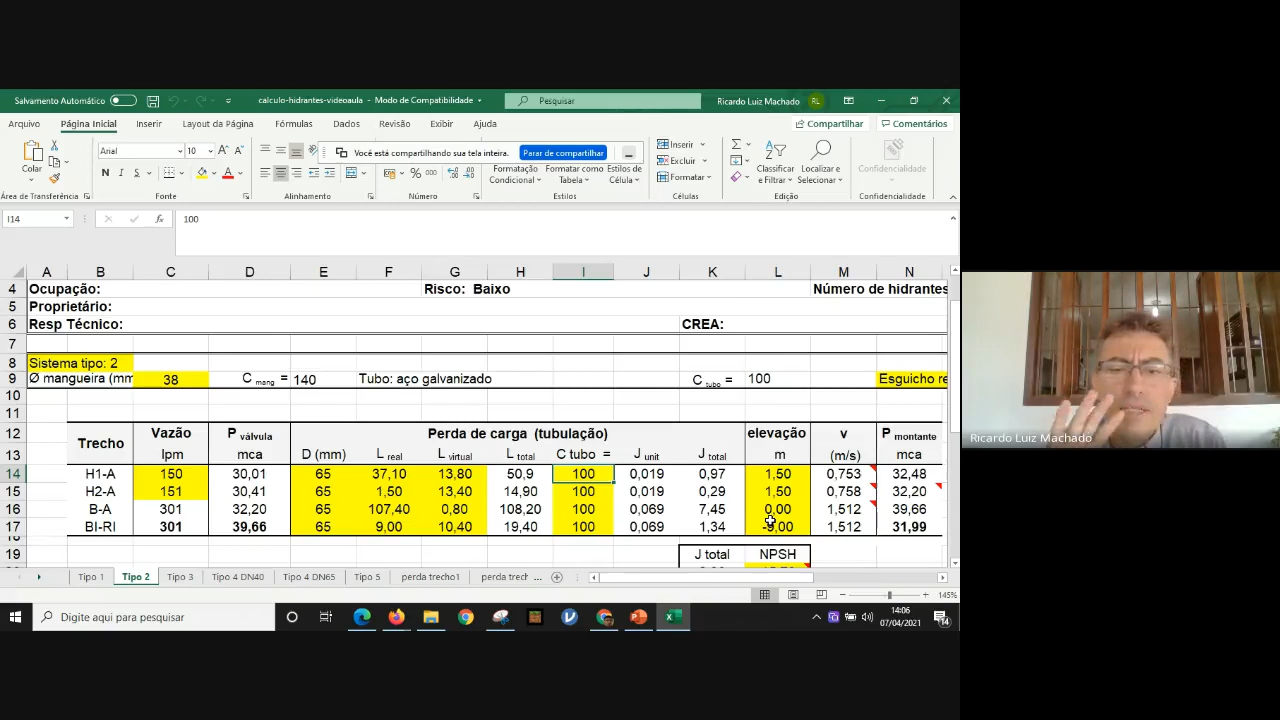 Salvamento Automático
calculo-hidrantes-videoaula - Modo de Compatibilidade
Pesquisar
Ricardo Luiz Machado RL
Arquivo Página Inicial Inserir Layout da Página Fórmulas Dados Revisão Exibir Ajuda Compartilhar Comentários
Colar
Arial 10
Você está compartilhando sua tela inteira. Parar de compartilhar
N I S
% 000
Formatação Condicional
Formatar como Tabela
Estilos de Célula
Inserir
Excluir
Formatar
Classificar e Filtrar
Localizar e Selecionar
Confidencialidade
Área de Transferência Fonte Alinhamento Número Estilos Células Edição Confidencialidade
I14 fx 100
A B C D E F G H I J K L M N
4 Ocupação: Risco: Baixo Número de hidrantes
5 Proprietário:
6 Resp Técnico: CREA:
7
8 Sistema tipo: 2
9 Ø mangueira (mm 38 C mang = 140 Tubo: aço galvanizado C tubo = 100 Esguicho re
10
11
12 Trecho Vazão P válvula Perda de carga (tubulação) elevação v P montante
13 lpm mca D (mm) L real L virtual L total C tubo = J unit J total m (m/s) mca
14 H1-A 150 30,01 65 37,10 13,80 50,9 100 0,019 0,97 1,50 0,753 32,48
15 H2-A 151 30,41 65 1,50 13,40 14,90 100 0,019 0,29 1,50 0,758 32,20
16 B-A 301 32,20 65 107,40 0,80 108,20 100 0,069 7,45 0,00 1,512 39,66
17 BI-RI 301 39,66 65 9,00 10,40 19,40 100 0,069 1,34 -9,00 1,512 31,99
19 J total NPSH
Tipo 1 Tipo 2 Tipo 3 Tipo 4 DN40 Tipo 4 DN65 Tipo 5 perda trecho1 perda trech ...
145%
Digite aqui para pesquisar
14:06
07/04/2021
14
Ricardo Luiz Machado